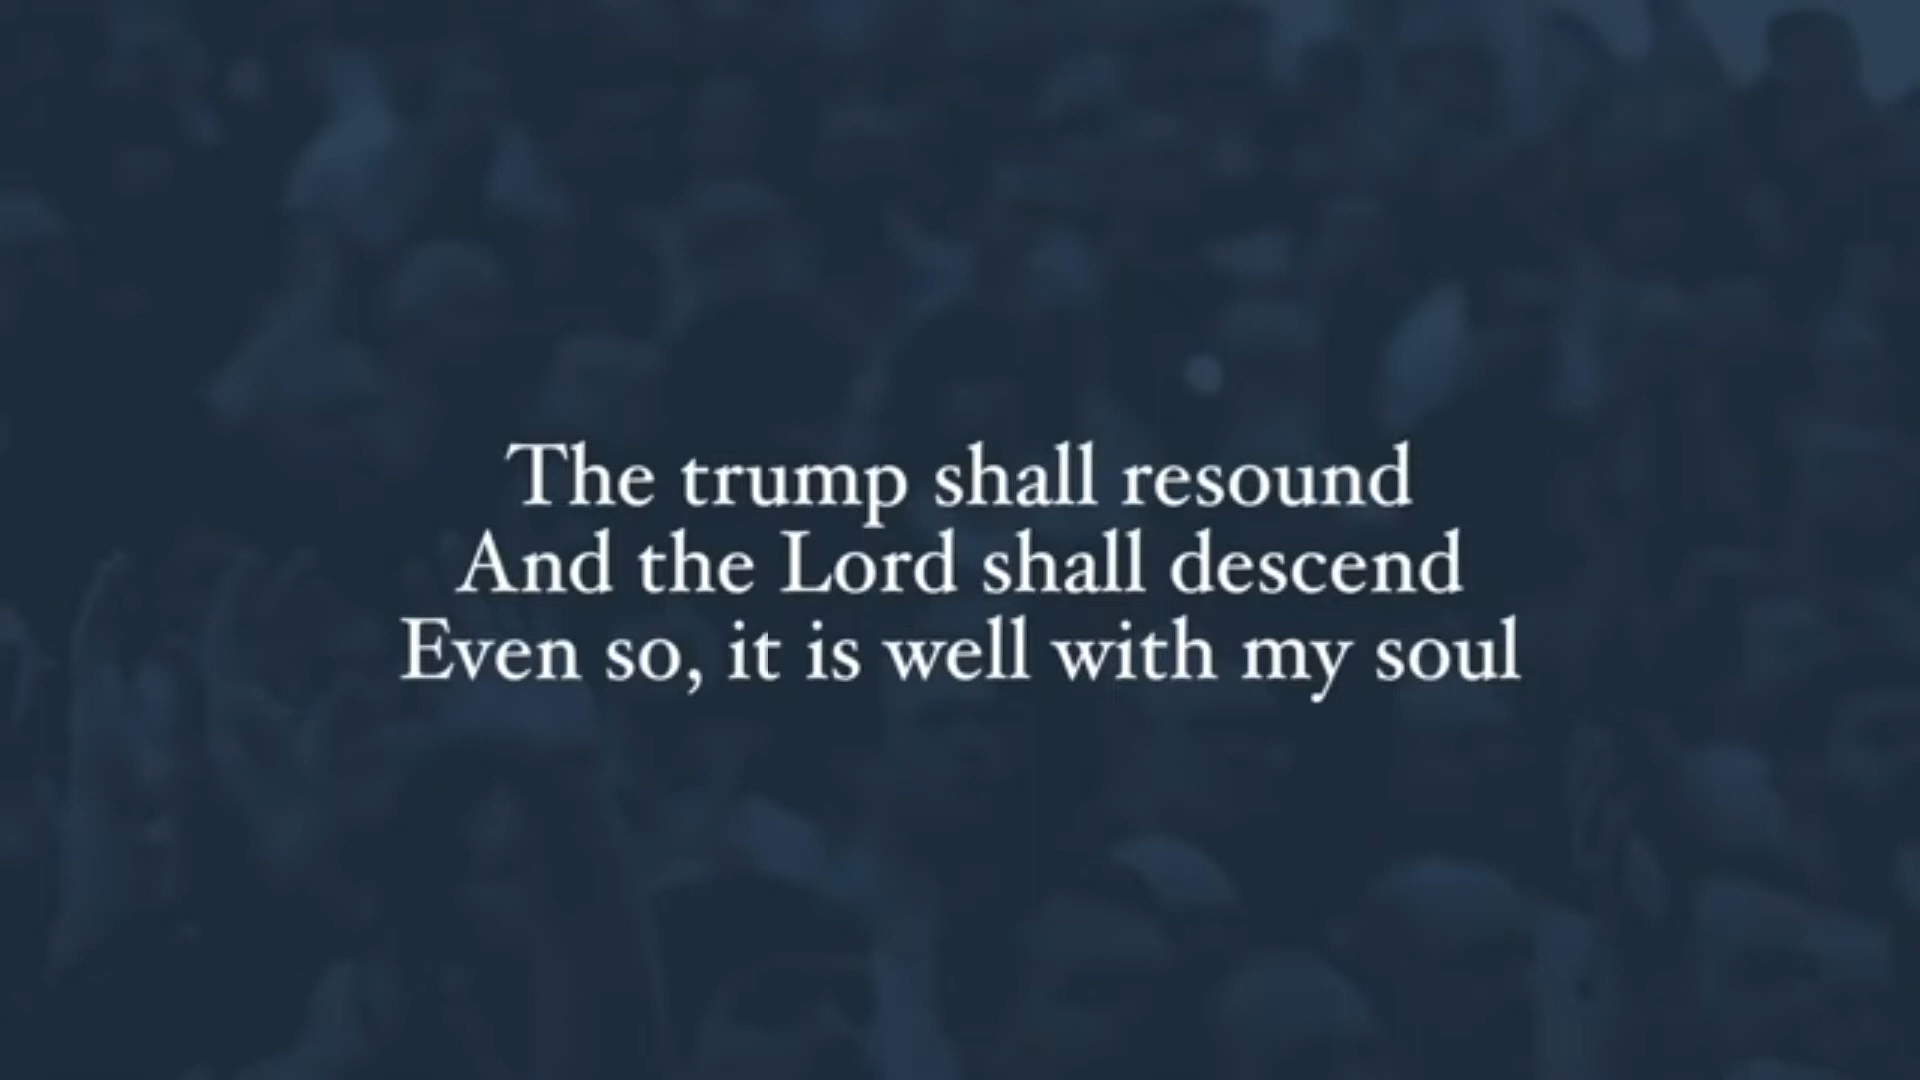 The trump shall resound
And the Lord shall descend
Even so, it is well with my soul